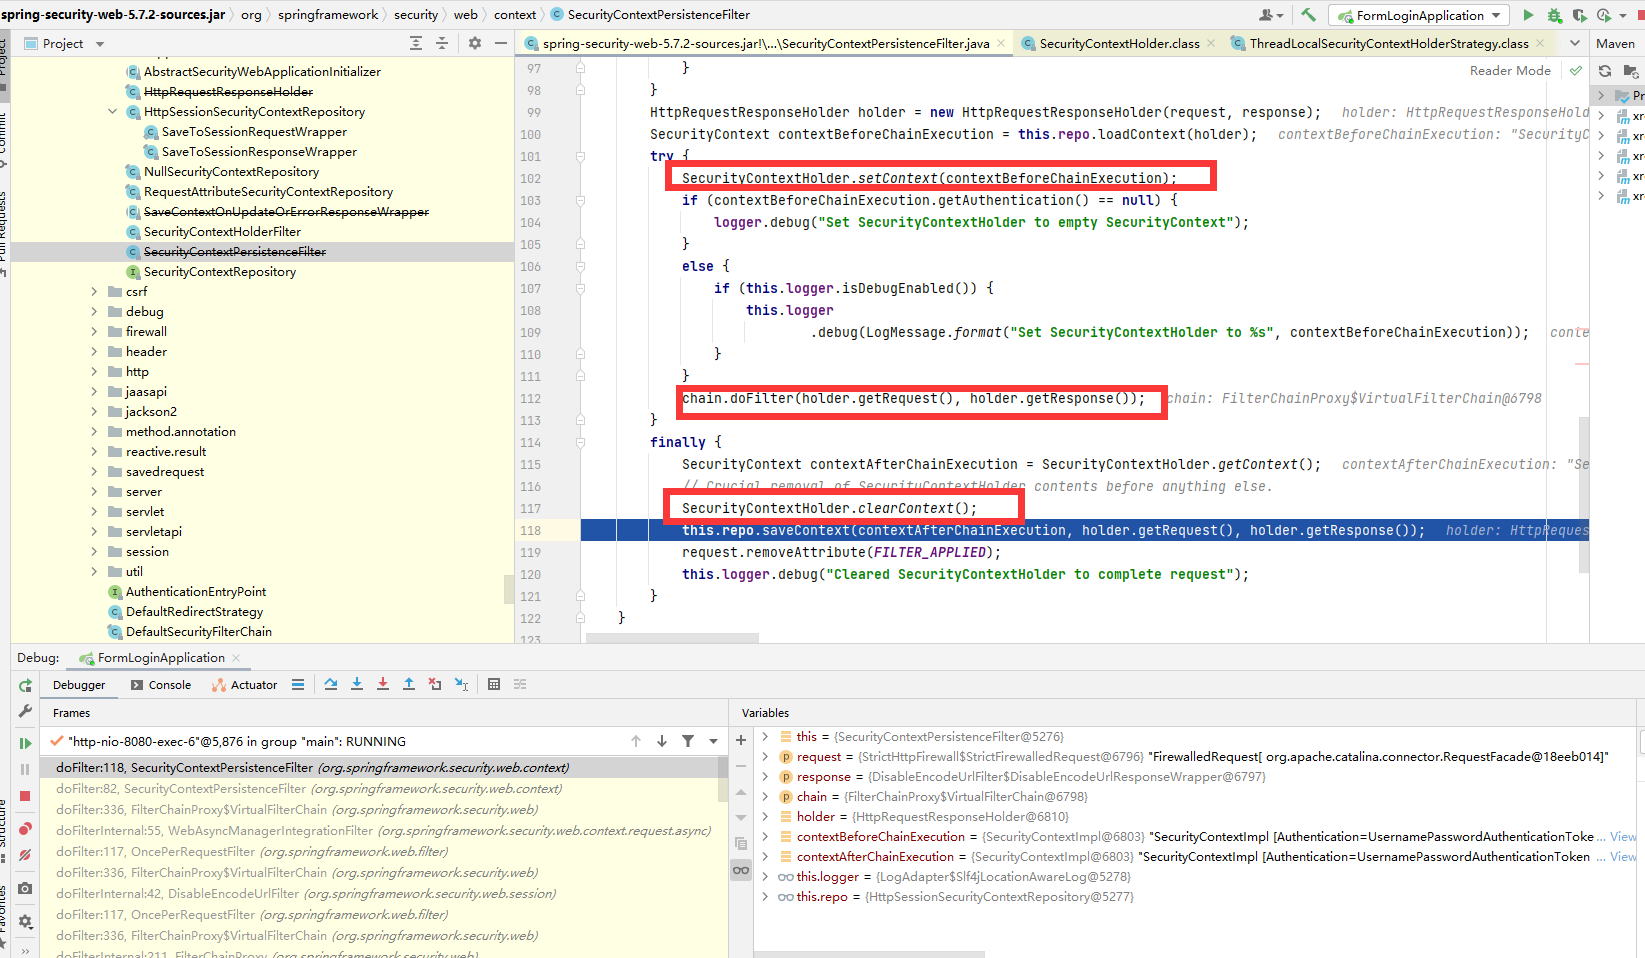 spring-security-web-5.7.2-sources.jar org springframework security web context SecurityContextPersistenceFilter
FormLoginApplication
Project
spring-security-web-5.7.2-sources.jar!\...\SecurityContextPersistenceFilter.java
SecurityContextHolder.class
ThreadLocalSecurityContextHolderStrategy.class
Maven
Project
Commit
Pull Requests
Structure
Favorites
AbstractSecurityWebApplicationInitializer
HttpRequestResponseHolder
HttpSessionSecurityContextRepository
SaveToSessionRequestWrapper
SaveToSessionResponseWrapper
NullSecurityContextRepository
RequestAttributeSecurityContextRepository
SaveContextOnUpdateOrErrorResponseWrapper
SecurityContextHolderFilter
SecurityContextPersistenceFilter
SecurityContextRepository
csrf
debug
firewall
header
http
jaasapi
jackson2
method.annotation
reactive.result
savedrequest
server
servlet
servletapi
session
util
AuthenticationEntryPoint
DefaultRedirectStrategy
DefaultSecurityFilterChain
Reader Mode
97 }
98 }
99 HttpRequestResponseHolder holder = new HttpRequestResponseHolder(request, response); holder: HttpRequestResponseHold
100 SecurityContext contextBeforeChainExecution = this.repo.loadContext(holder); contextBeforeChainExecution: "SecurityC
101 try {
102 SecurityContextHolder.setContext(contextBeforeChainExecution);
103 if (contextBeforeChainExecution.getAuthentication() == null) {
104 logger.debug("Set SecurityContextHolder to empty SecurityContext");
105 }
106 else {
107 if (this.logger.isDebugEnabled()) {
108 this.logger
109 .debug(LogMessage.format("Set SecurityContextHolder to %s", contextBeforeChainExecution)); conte
110 }
111 }
112 chain.doFilter(holder.getRequest(), holder.getResponse()); chain: FilterChainProxy$VirtualFilterChain@6798
113 }
114 finally {
115 SecurityContext contextAfterChainExecution = SecurityContextHolder.getContext(); contextAfterChainExecution: "Se
116 // Crucial removal of SecurityContextHolder contents before anything else.
117 SecurityContextHolder.clearContext();
118 this.repo.saveContext(contextAfterChainExecution, holder.getRequest(), holder.getResponse()); holder: HttpReques
119 request.removeAttribute(FILTER_APPLIED);
120 this.logger.debug("Cleared SecurityContextHolder to complete request");
121 }
122 }
123
Pr
xr
xr
xr
xr
xr
Debug: FormLoginApplication
Debugger Console Actuator
Frames
"http-nio-8080-exec-6"@5,876 in group "main": RUNNING
doFilter:118, SecurityContextPersistenceFilter (org.springframework.security.web.context)
doFilter:82, SecurityContextPersistenceFilter (org.springframework.security.web.context)
doFilter:336, FilterChainProxy$VirtualFilterChain (org.springframework.security.web)
doFilterInternal:55, WebAsyncManagerIntegrationFilter (org.springframework.security.web.context.request.async)
doFilter:117, OncePerRequestFilter (org.springframework.web.filter)
doFilter:336, FilterChainProxy$VirtualFilterChain (org.springframework.security.web)
doFilterInternal:42, DisableEncodeUrlFilter (org.springframework.security.web.session)
doFilter:117, OncePerRequestFilter (org.springframework.web.filter)
doFilter:336, FilterChainProxy$VirtualFilterChain (org.springframework.security.web)
doFilterInternal:211, FilterChainProxy (org.springframework.security.web)
Variables
this = {SecurityContextPersistenceFilter@5276}
request = {StrictHttpFirewall$StrictFirewalledRequest@6796} "FirewalledRequest[ org.apache.catalina.connector.RequestFacade@18eeb014]"
response = {DisableEncodeUrlFilter$DisableEncodeUrlResponseWrapper@6797}
chain = {FilterChainProxy$VirtualFilterChain@6798}
holder = {HttpRequestResponseHolder@6810}
contextBeforeChainExecution = {SecurityContextImpl@6803} "SecurityContextImpl [Authentication=UsernamePasswordAuthenticationToke ... View
contextAfterChainExecution = {SecurityContextImpl@6803} "SecurityContextImpl [Authentication=UsernamePasswordAuthenticationToken ... View
this.logger = {LogAdapter$Slf4jLocationAwareLog@5278}
this.repo = {HttpSessionSecurityContextRepository@5277}